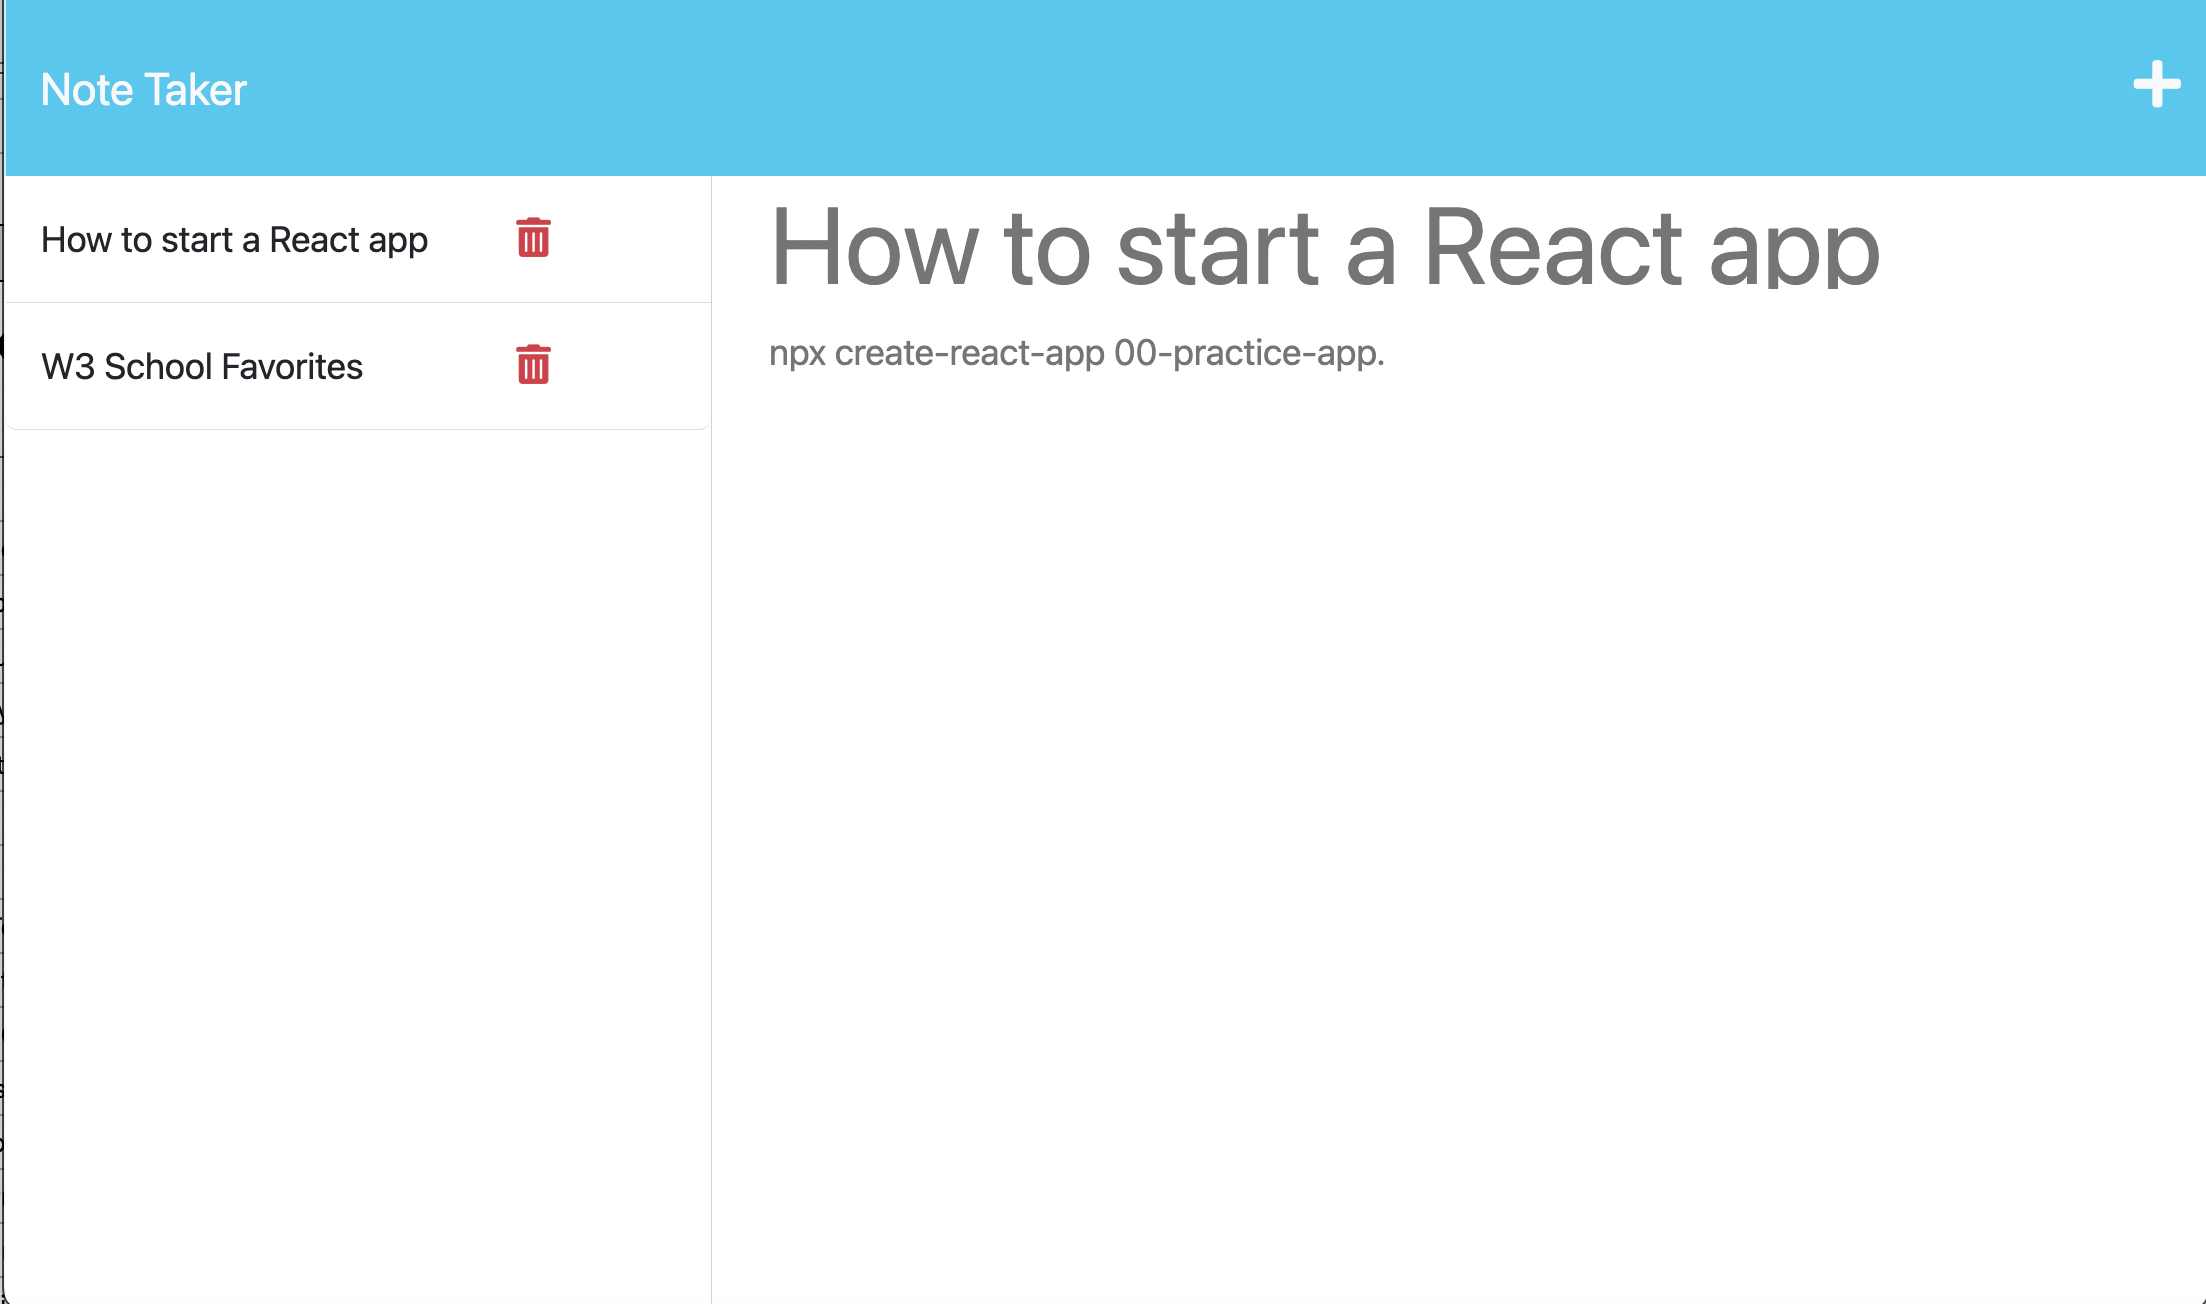 Note Taker
How to start a React app
W3 School Favorites
How to start a React app
npx create-react-app 00-practice-app.